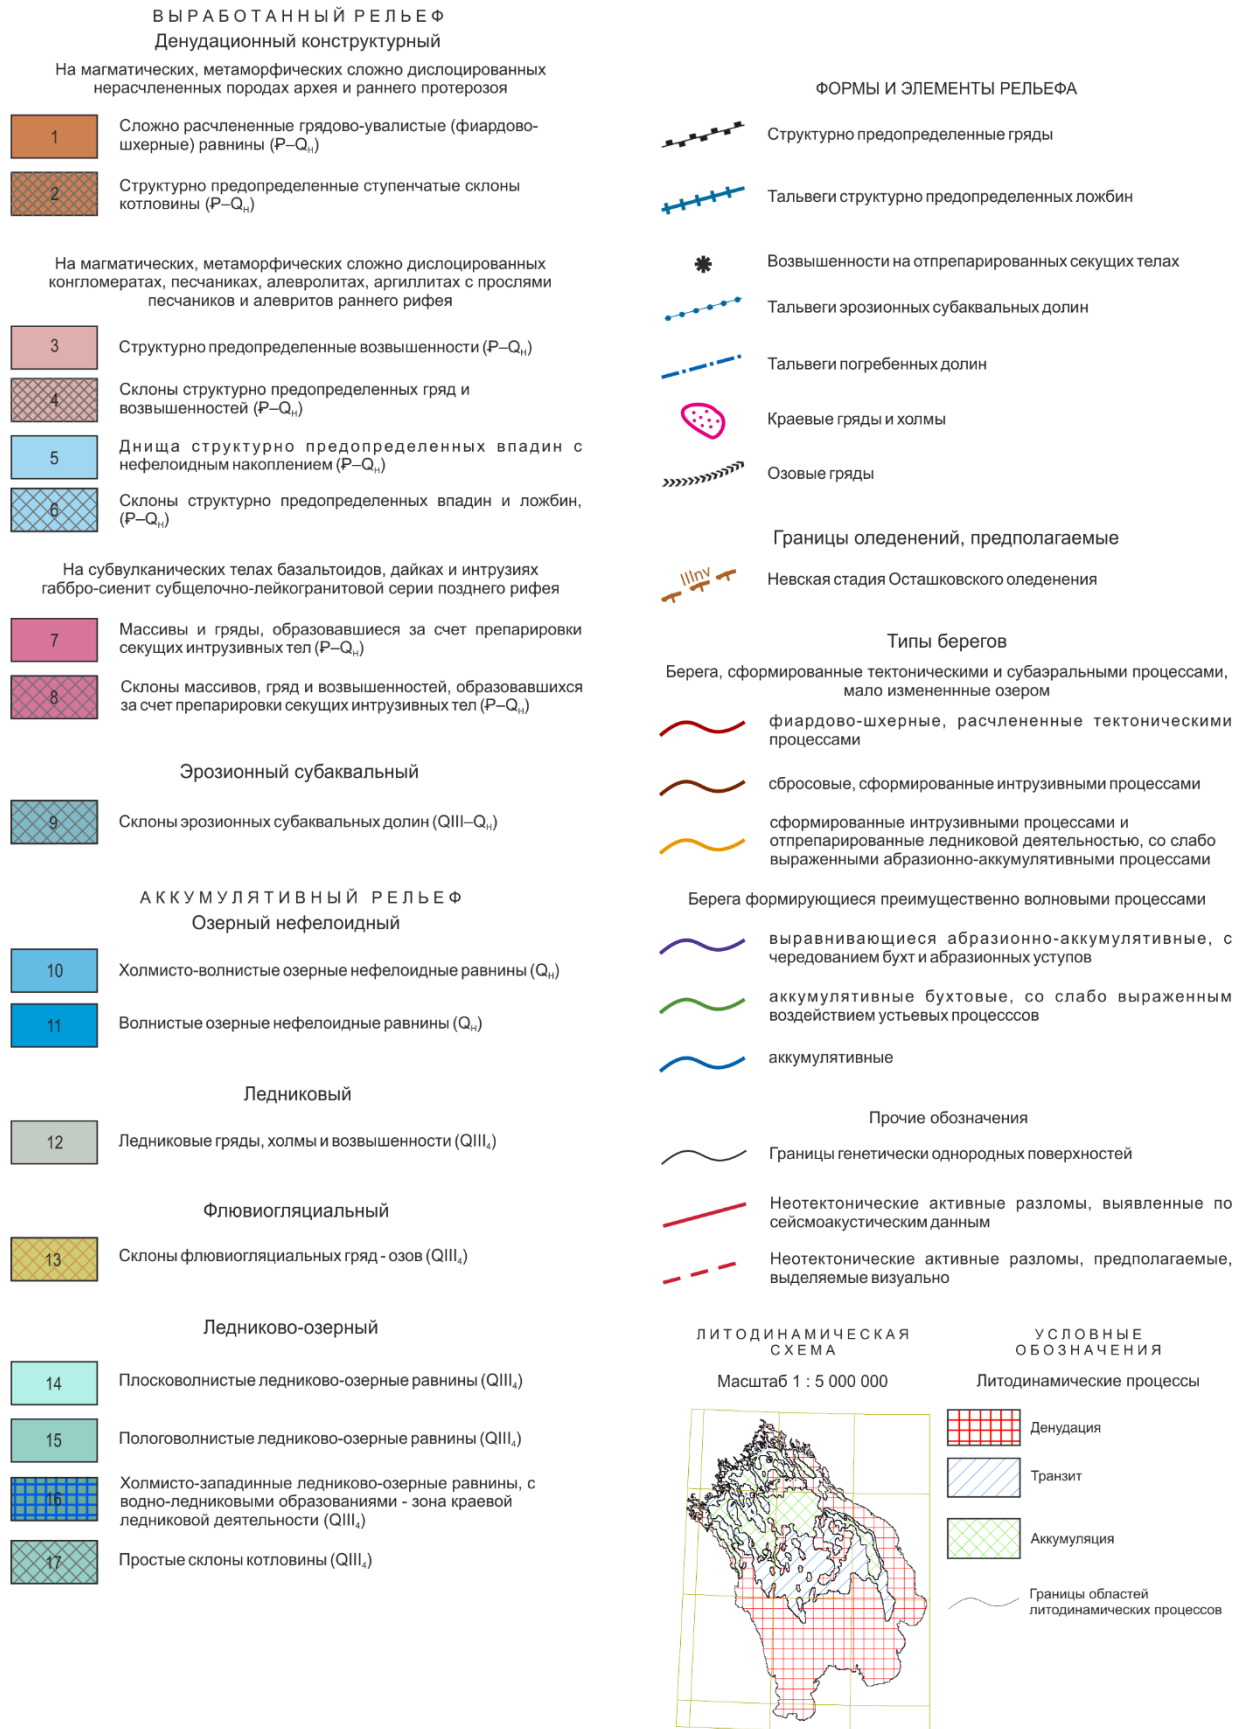 ВЫРАБОТАННЫЙ РЕЛЬЕФ
Денудационный конструктурный
На магматических, метаморфических сложно дислоцированных
нерасчлененных породах архея и раннего протерозоя
1
Сложно расчлененные грядово-увалистые (фиардово-
шхерные) равнины (₽–Qн)
2
Структурно предопределенные ступенчатые склоны
котловины (₽–Qн)
На магматических, метаморфических сложно дислоцированных
конгломератах, песчаниках, алевролитах, аргиллитах с прослями
песчаников и алевритов раннего рифея
3
Структурно предопределенные возвышенности (₽–Qн)
4
Склоны структурно предопределенных гряд и
возвышенностей (₽–Qн)
5
Днища структурно предопределенных впадин с
нефелоидным накоплением (₽–Qн)
6
Склоны структурно предопределенных впадин и ложбин,
(₽–Qн)
На субвулканических телах базальтоидов, дайках и интрузиях
габбро-сиенит субщелочно-лейкогранитовой серии позднего рифея
7
Массивы и гряды, образовавшиеся за счет препарировки
секущих интрузивных тел (₽–Qн)
8
Склоны массивов, гряд и возвышенностей, образовавшихся
за счет препарировки секущих интрузивных тел (₽–Qн)
Эрозионный субаквальный
9
Склоны эрозионных субаквальных долин (QIII–Qн)
АККУМУЛЯТИВНЫЙ РЕЛЬЕФ
Озерный нефелоидный
10
Холмисто-волнистые озерные нефелоидные равнины (Qн)
11
Волнистые озерные нефелоидные равнины (Qн)
Ледниковый
12
Ледниковые гряды, холмы и возвышенности (QIII₄)
Флювиогляциальный
13
Склоны флювиогляциальных гряд - озов (QIII₄)
Ледниково-озерный
14
Плосковолнистые ледниково-озерные равнины (QIII₄)
15
Пологоволнистые ледниково-озерные равнины (QIII₄)
16
Холмисто-западинные ледниково-озерные равнины, с
водно-ледниковыми образованиями - зона краевой
ледниковой деятельности (QIII₄)
17
Простые склоны котловины (QIII₄)
ФОРМЫ И ЭЛЕМЕНТЫ РЕЛЬЕФА
Структурно предопределенные гряды
Тальвеги структурно предопределенных ложбин
Возвышенности на отпрепарированных секущих телах
Тальвеги эрозионных субаквальных долин
Тальвеги погребенных долин
Краевые гряды и холмы
Озовые гряды
Границы оледенений, предполагаемые
IIInv
Невская стадия Осташковского оледенения
Типы берегов
Берега, сформированные тектоническими и субаэральными процессами,
мало измененнные озером
фиардово-шхерные, расчлененные тектоническими
процессами
сбросовые, сформированные интрузивными процессами
сформированные интрузивными процессами и
отпрепарированные ледниковой деятельностью, со слабо
выраженными абразионно-аккумулятивными процессами
Берега формирующиеся преимущественно волновыми процессами
выравнивающиеся абразионно-аккумулятивные, с
чередованием бухт и абразионных уступов
аккумулятивные бухтовые, со слабо выраженным
воздействием устьевых процесссов
аккумулятивные
Прочие обозначения
Границы генетически однородных поверхностей
Неотектонические активные разломы, выявленные по
сейсмоакустическим данным
Неотектонические активные разломы, предполагаемые,
выделяемые визуально
ЛИТОДИНАМИЧЕСКАЯ
СХЕМА
Масштаб 1 : 5 000 000
УСЛОВНЫЕ
ОБОЗНАЧЕНИЯ
Литодинамические процессы
Денудация
Транзит
Аккумуляция
Границы областей
литодинамических процессов